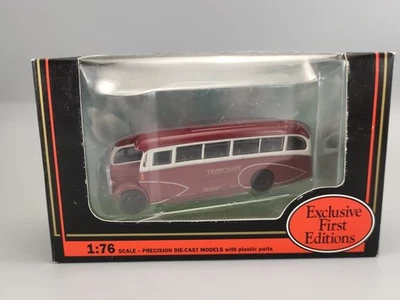 Exclusive
First
Editions
1:76 SCALE - PRECISION DIE-CAST MODELS with plastic parts